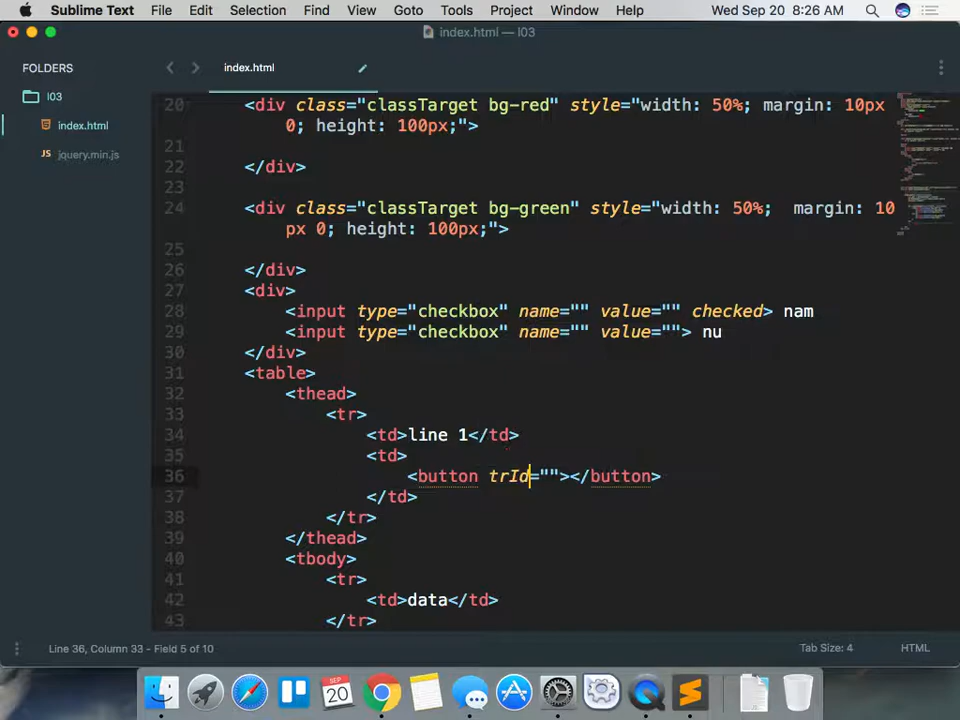 Sublime Text File Edit Selection Find View Goto Tools Project Window Help Wed Sep 20 8:26 AM
index.html — l03
FOLDERS
l03
index.html
jquery.min.js
index.html
20 <div class="classTarget bg-red" style="width: 50%; margin: 10px
0; height: 100px;">
21
22 </div>
23
24 <div class="classTarget bg-green" style="width: 50%;  margin: 10
px 0; height: 100px;">
25
26 </div>
27 <div>
28 <input type="checkbox" name="" value="" checked> nam
29 <input type="checkbox" name="" value=""> nu
30 </div>
31 <table>
32 <thead>
33 <tr>
34 <td>line 1</td>
35 <td>
36 <button trId=""></button>
37 </td>
38 </tr>
39 </thead>
40 <tbody>
41 <tr>
42 <td>data</td>
43 </tr>
Line 36, Column 33 - Field 5 of 10
Tab Size: 4
HTML
SEP
20